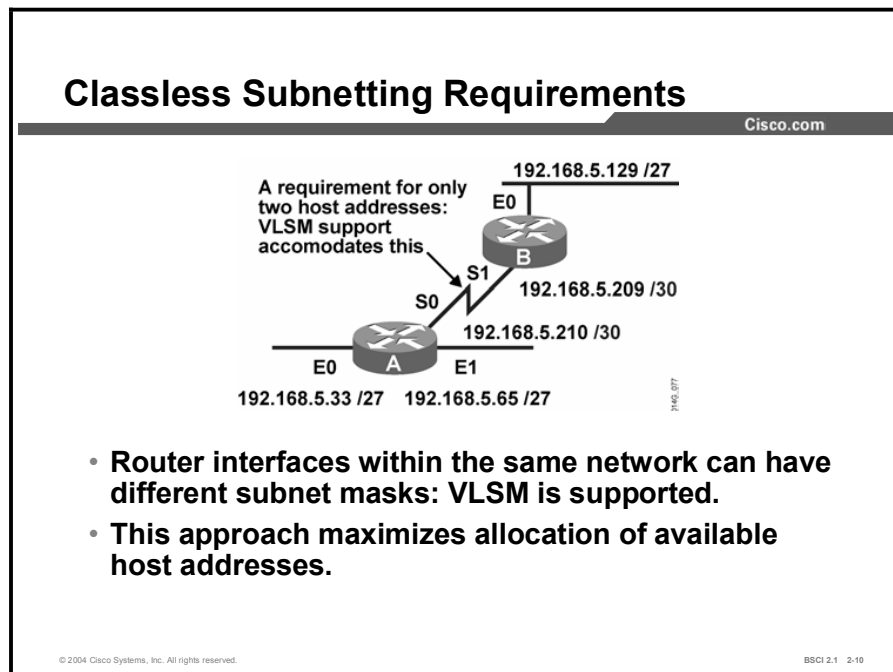 Classless Subnetting Requirements
Cisco.com
A requirement for only
two host addresses:
VLSM support
accomodates this
192.168.5.129 /27
E0
B
S1
192.168.5.209 /30
S0
192.168.5.210 /30
A
E0
E1
192.168.5.33 /27 192.168.5.65 /27
• Router interfaces within the same network can have
different subnet masks: VLSM is supported.
• This approach maximizes allocation of available
host addresses.
© 2004 Cisco Systems, Inc. All rights reserved.
BSCI 2.1 2-10